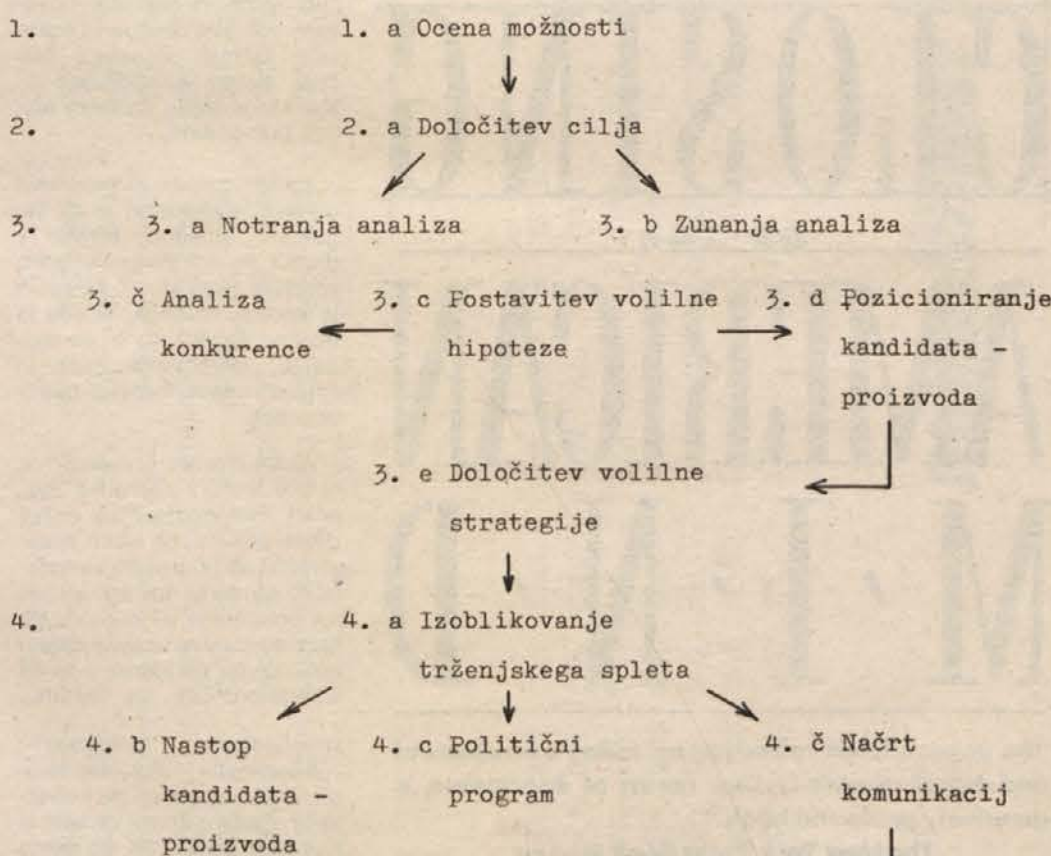 1. 1. a Ocena možnosti
2. 2. a Določitev cilja
3. 3. a Notranja analiza 3. b Zunanja analiza
3. č Analiza 3. c Postavitev volilne 3. d Pozicioniranje
konkurence hipoteze kandidata -
proizvoda
3. e Določitev volilne
strategije
4. 4. a Izoblikovanje
trženjskega spleta
4. b Nastop 4. c Politični 4. č Načrt
kandidata - program komunikacij
proizvoda